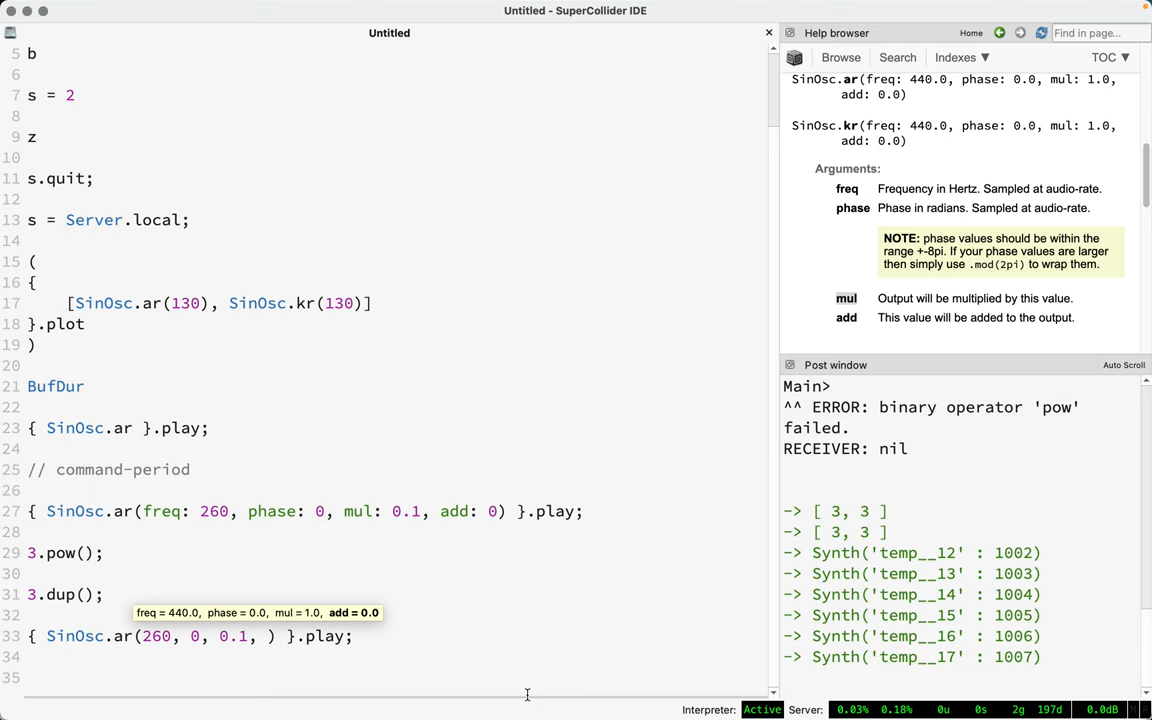 Untitled - SuperCollider IDE
Untitled
5 b
6
7 s = 2
8
9 z
10
11 s.quit;
12
13 s = Server.local;
14
15 (
16 {
17 [SinOsc.ar(130), SinOsc.kr(130)]
18 }.plot
19 )
20
21 BufDur
22
23 { SinOsc.ar }.play;
24
25 // command-period
26
27 { SinOsc.ar(freq: 260, phase: 0, mul: 0.1, add: 0) }.play;
28
29 3.pow();
30
31 3.dup();
32
freq = 440.0, phase = 0.0, mul = 1.0, add = 0.0
33 { SinOsc.ar(260, 0, 0.1, ) }.play;
34
35
Help browser
Home
Find in page...
Browse Search Indexes ▼ TOC ▼
SinOsc.ar(freq: 440.0, phase: 0.0, mul: 1.0,
add: 0.0)
SinOsc.kr(freq: 440.0, phase: 0.0, mul: 1.0,
add: 0.0)
Arguments:
freq Frequency in Hertz. Sampled at audio-rate.
phase Phase in radians. Sampled at audio-rate.
NOTE: phase values should be within the
range +-8pi. If your phase values are larger
then simply use .mod(2pi) to wrap them.
mul Output will be multiplied by this value.
add This value will be added to the output.
Post window Auto Scroll
Main>
^^ ERROR: binary operator 'pow'
failed.
RECEIVER: nil
-> [ 3, 3 ]
-> [ 3, 3 ]
-> Synth('temp__12' : 1002)
-> Synth('temp__13' : 1003)
-> Synth('temp__14' : 1004)
-> Synth('temp__15' : 1005)
-> Synth('temp__16' : 1006)
-> Synth('temp__17' : 1007)
Interpreter: Active Server: 0.03% 0.18% 0u 0s 2g 197d 0.0dB M R